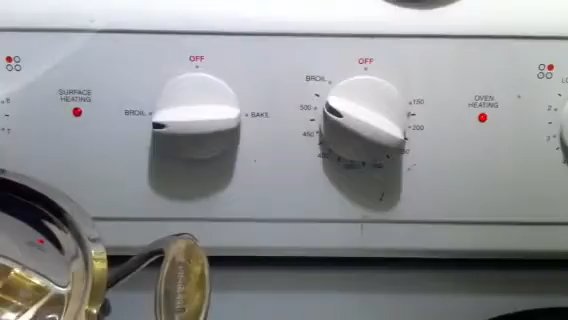 OFF
OFF
SURFACE
HEATING
BROIL
BAKE
BROIL
500
450
150
200
OVEN
HEATING